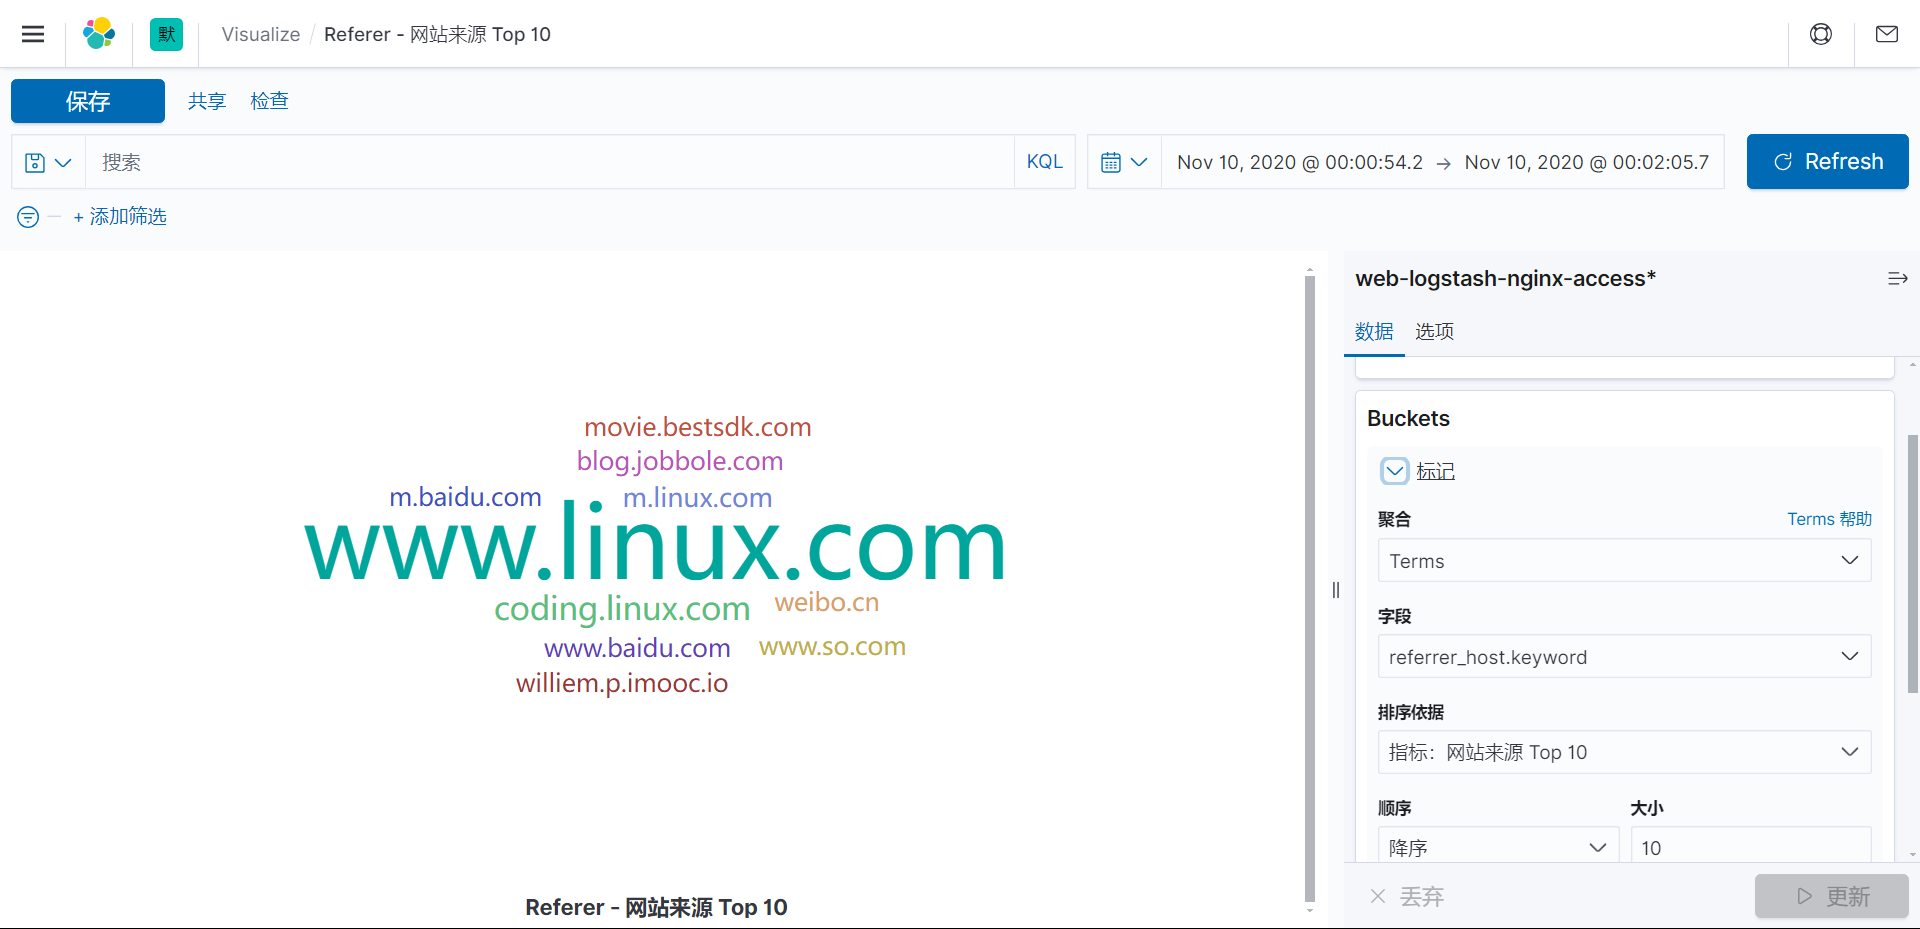 默 Visualize / Referer - 网站来源 Top 10
保存 共享 检查
搜索 KQL Nov 10, 2020 @ 00:00:54.2 → Nov 10, 2020 @ 00:02:05.7 Refresh
+ 添加筛选
web-logstash-nginx-access*
数据 选项
movie.bestsdk.com
blog.jobbole.com
m.baidu.com m.linux.com
www.linux.com
coding.linux.com weibo.cn
www.baidu.com www.so.com
williem.p.imooc.io
Referer - 网站来源 Top 10
Buckets
标记
聚合 Terms 帮助
Terms
字段
referrer_host.keyword
排序依据
指标：网站来源 Top 10
顺序 大小
降序 10
丢弃 更新